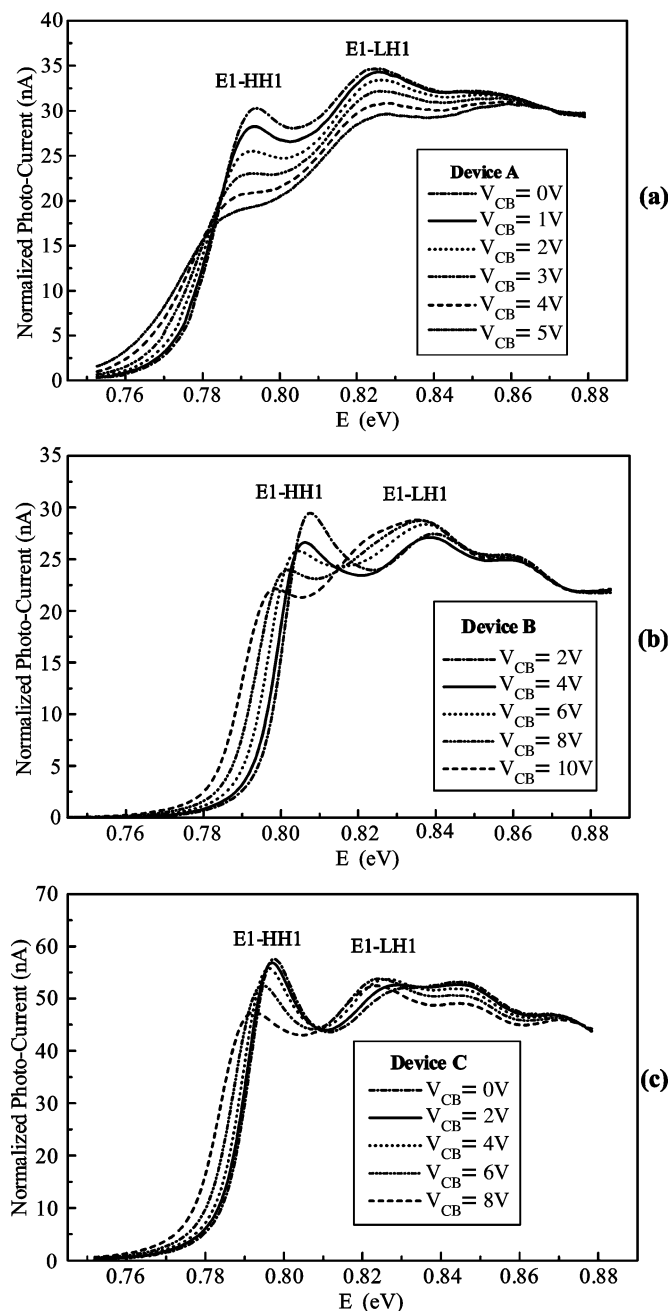 E1-LH1
E1-HH1
Normalized Photo-Current (nA)
40
35
30
25
20
15
10
5
0
Device A
V_CB= 0V
V_CB= 1V
V_CB= 2V
V_CB= 3V
V_CB= 4V
V_CB= 5V
(a)
0.76 0.78 0.80 0.82 0.84 0.86 0.88
E (eV)
E1-HH1 E1-LH1
Normalized Photo-Current (nA)
35
30
25
20
15
10
5
0
Device B
V_CB= 2V
V_CB= 4V
V_CB= 6V
V_CB= 8V
V_CB= 10V
(b)
0.76 0.78 0.80 0.82 0.84 0.86 0.88
E (eV)
E1-HH1 E1-LH1
Normalized Photo-Current (nA)
70
60
50
40
30
20
10
0
Device C
V_CB= 0V
V_CB= 2V
V_CB= 4V
V_CB= 6V
V_CB= 8V
(c)
0.76 0.78 0.80 0.82 0.84 0.86 0.88
E (eV)